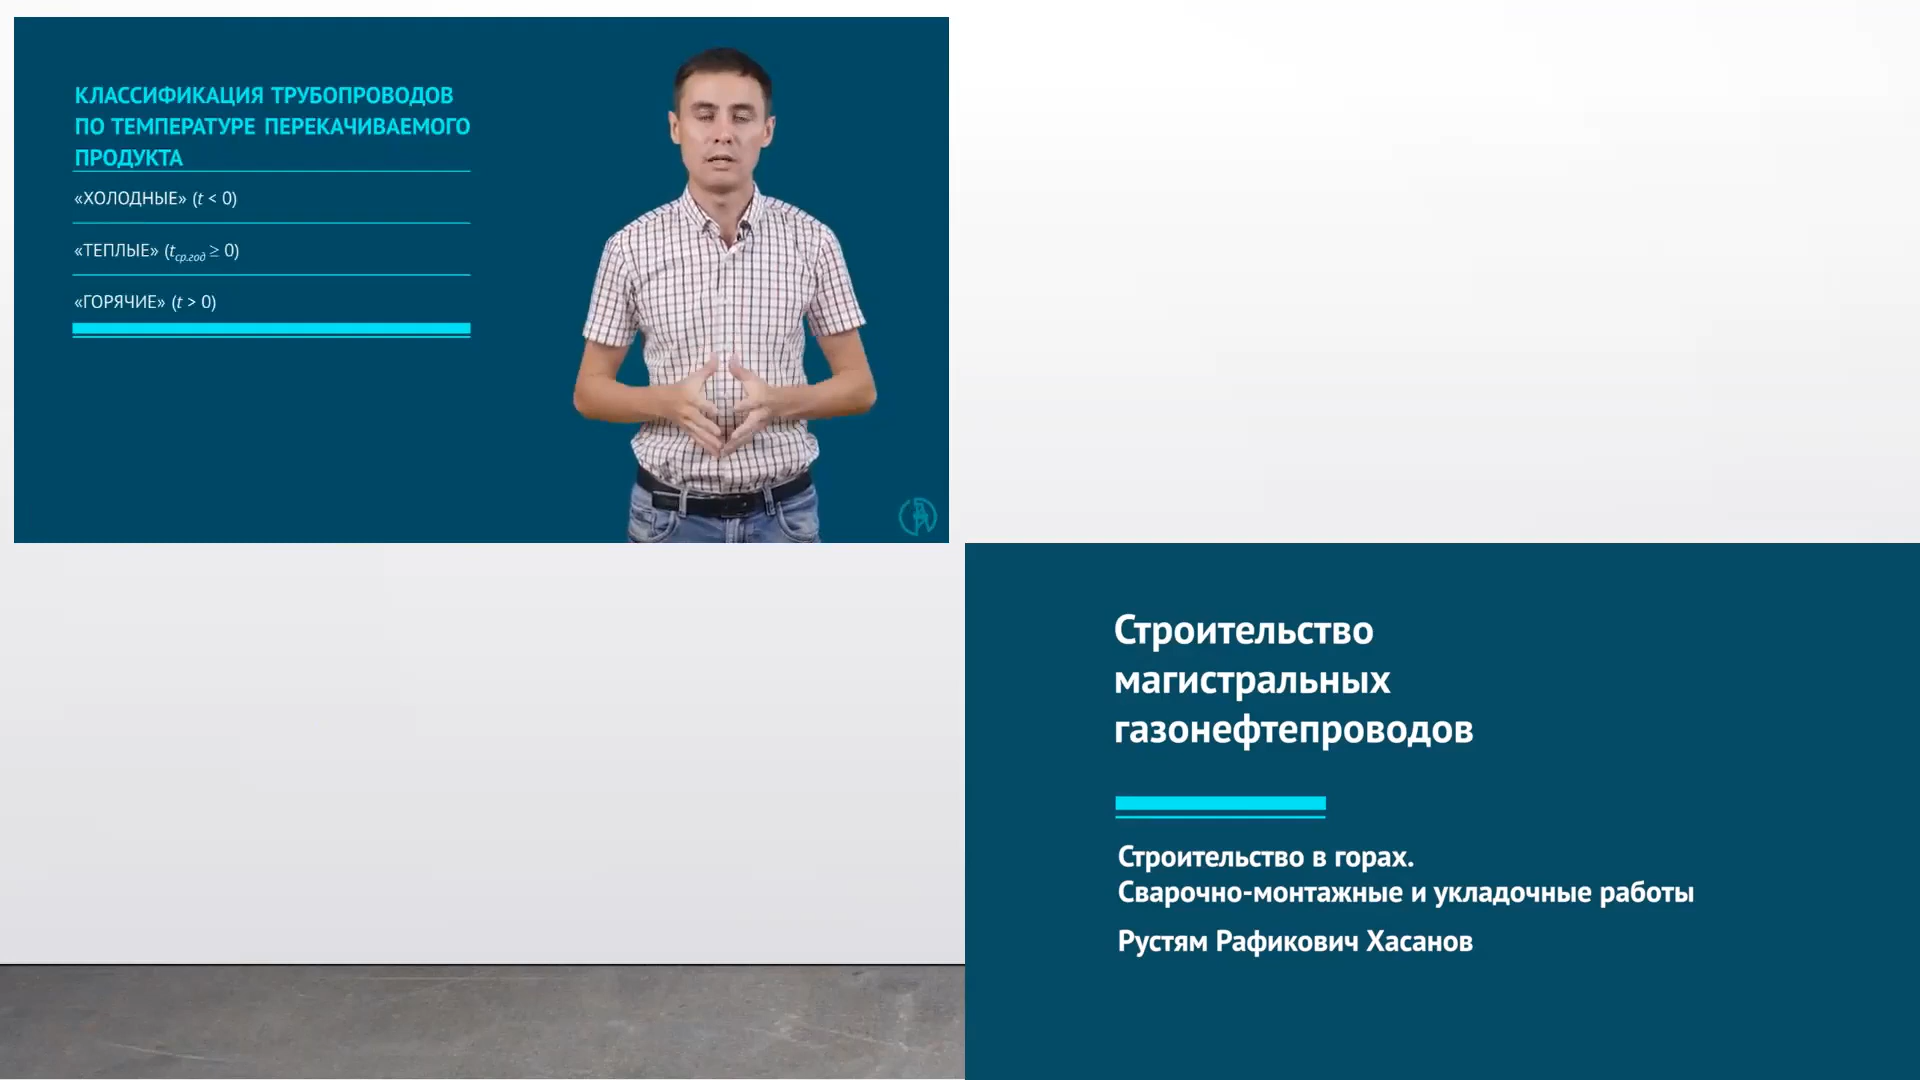 КЛАССИФИКАЦИЯ ТРУБОПРОВОДОВ
ПО ТЕМПЕРАТУРЕ ПЕРЕКАЧИВАЕМОГО
ПРОДУКТА
«ХОЛОДНЫЕ» (t < 0)
«ТЕПЛЫЕ» (tср.год ≥ 0)
«ГОРЯЧИЕ» (t > 0)
Строительство
магистральных
газонефтепроводов
Строительство в горах.
Сварочно-монтажные и укладочные работы
Рустям Рафикович Хасанов